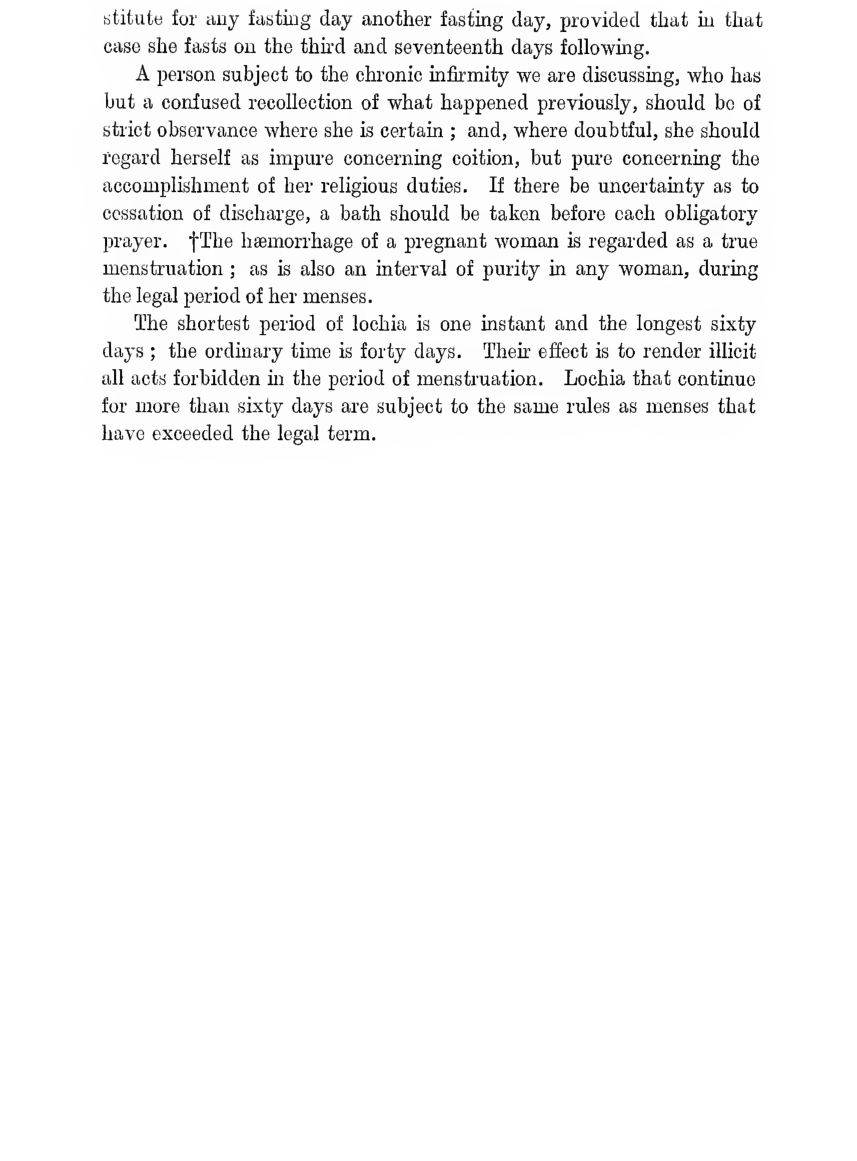 stitute for any fasting day another fasting day, provided that in that
case she fasts on the third and seventeenth days following.
A person subject to the chronic infirmity we are discussing, who has
but a confused recollection of what happened previously, should be of
strict observance where she is certain ; and, where doubtful, she should
regard herself as impure concerning coition, but pure concerning the
accomplishment of her religious duties. If there be uncertainty as to
cessation of discharge, a bath should be taken before each obligatory
prayer. †The hæmorrhage of a pregnant woman is regarded as a true
menstruation ; as is also an interval of purity in any woman, during
the legal period of her menses.
The shortest period of lochia is one instant and the longest sixty
days ; the ordinary time is forty days. Their effect is to render illicit
all acts forbidden in the period of menstruation. Lochia that continue
for more than sixty days are subject to the same rules as menses that
have exceeded the legal term.